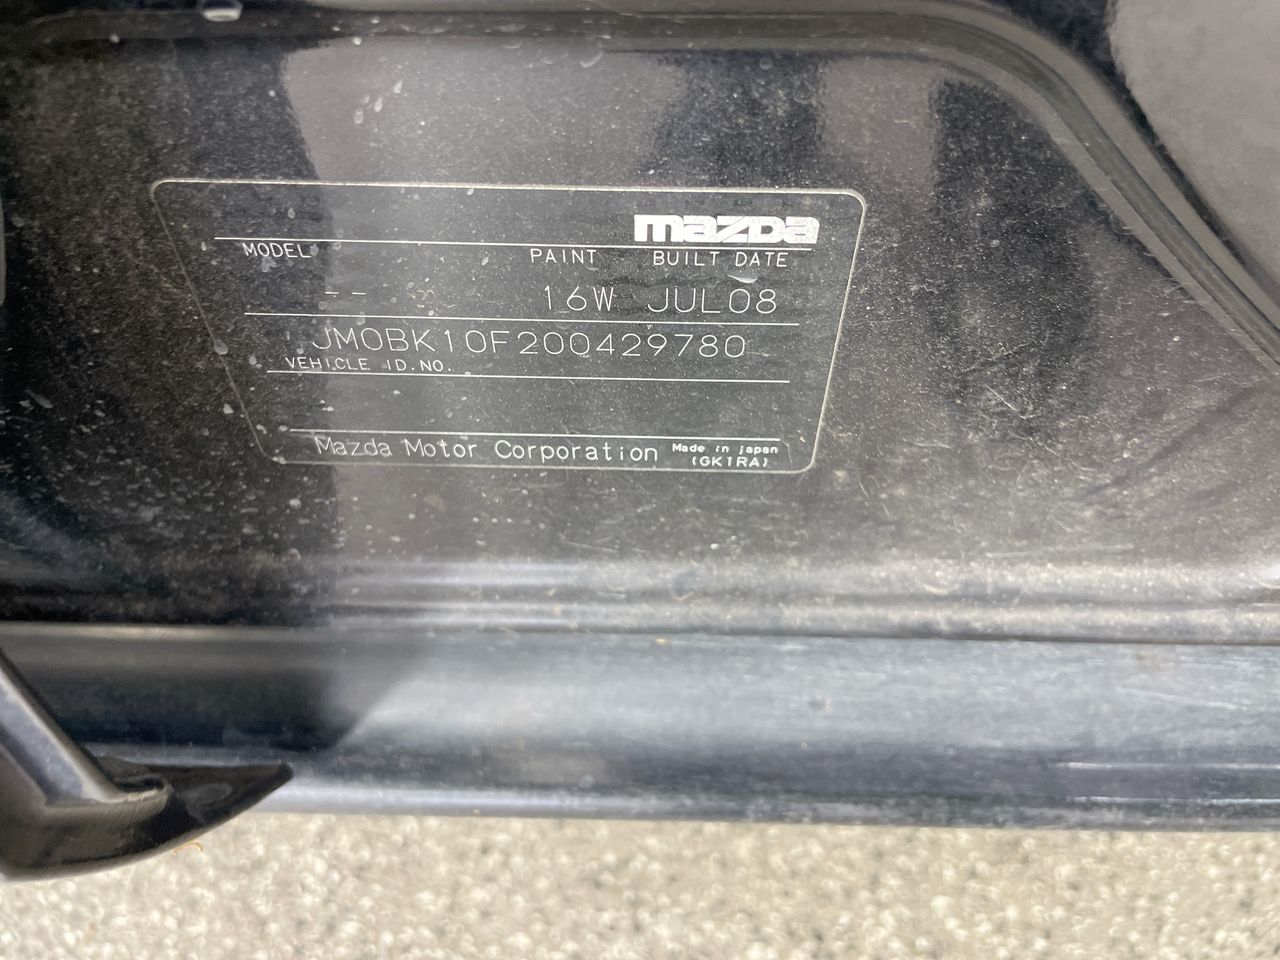 mazda
MODEL PAINT BUILT DATE
-- 16W JUL08
JM0BK10F200429780
VEHICLE ID.NO.
Mazda Motor Corporation Made in japan
(GK1RA)